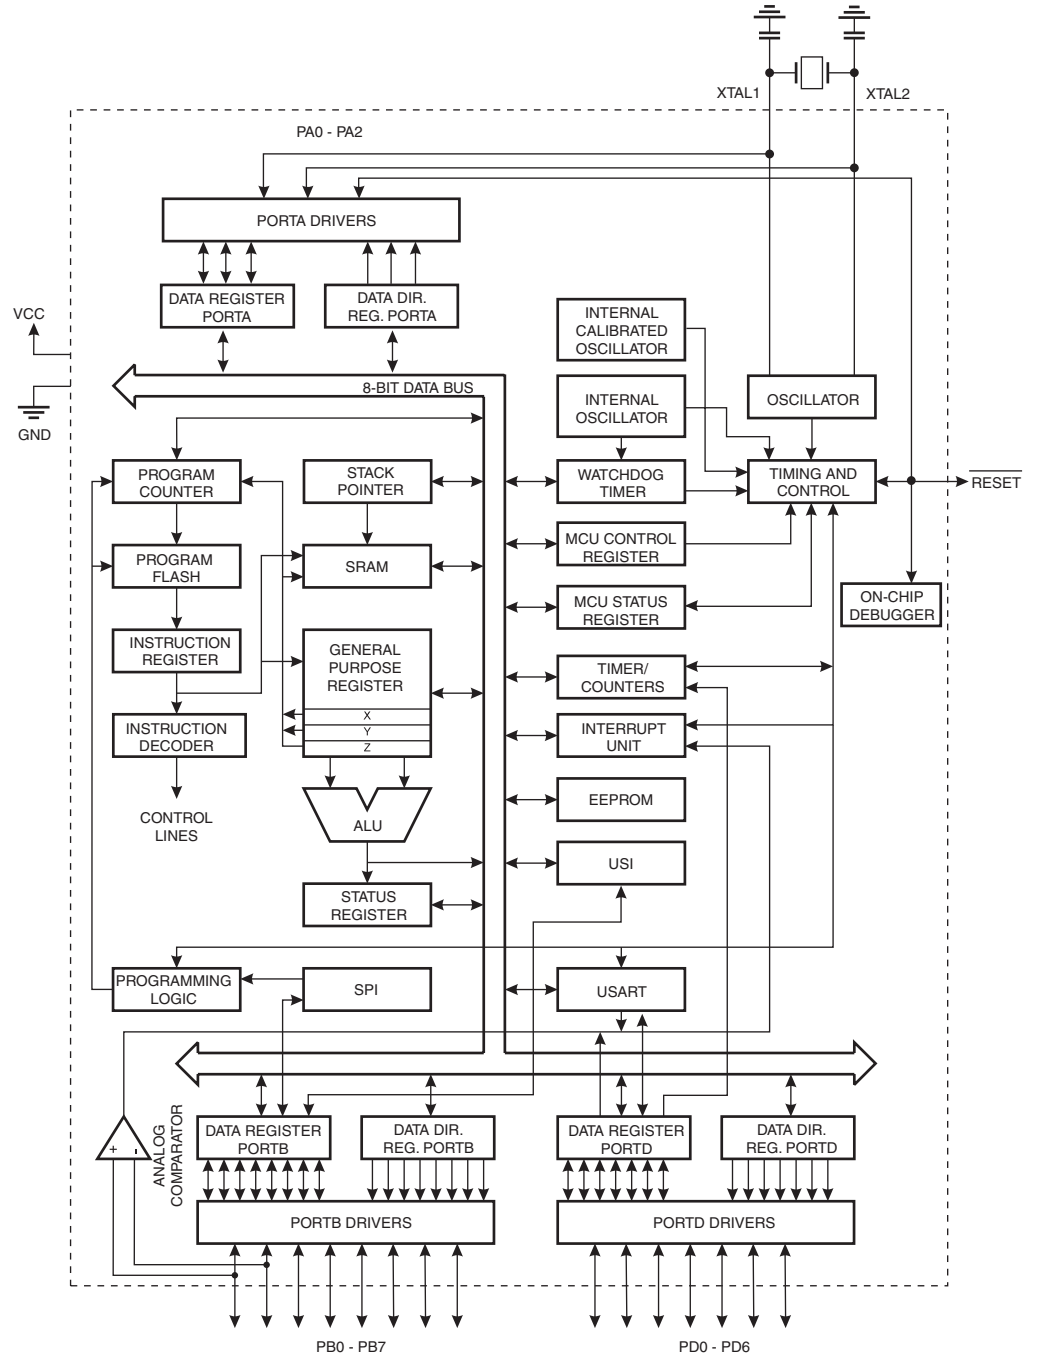 XTAL1
XTAL2
PA0 - PA2
PORTA DRIVERS
DATA REGISTER
PORTA
DATA DIR.
REG. PORTA
VCC
GND
8-BIT DATA BUS
INTERNAL
CALIBRATED
OSCILLATOR
INTERNAL
OSCILLATOR
OSCILLATOR
PROGRAM
COUNTER
STACK
POINTER
WATCHDOG
TIMER
TIMING AND
CONTROL
RESET
PROGRAM
FLASH
SRAM
MCU CONTROL
REGISTER
MCU STATUS
REGISTER
ON-CHIP
DEBUGGER
INSTRUCTION
REGISTER
GENERAL
PURPOSE
REGISTER
X
Y
Z
TIMER/
COUNTERS
INSTRUCTION
DECODER
INTERRUPT
UNIT
CONTROL
LINES
ALU
EEPROM
USI
STATUS
REGISTER
PROGRAMMING
LOGIC
SPI
USART
ANALOG
COMPARATOR
+
-
DATA REGISTER
PORTB
DATA DIR.
REG. PORTB
DATA REGISTER
PORTD
DATA DIR.
REG. PORTD
PORTB DRIVERS
PORTD DRIVERS
PB0 - PB7
PD0 - PD6